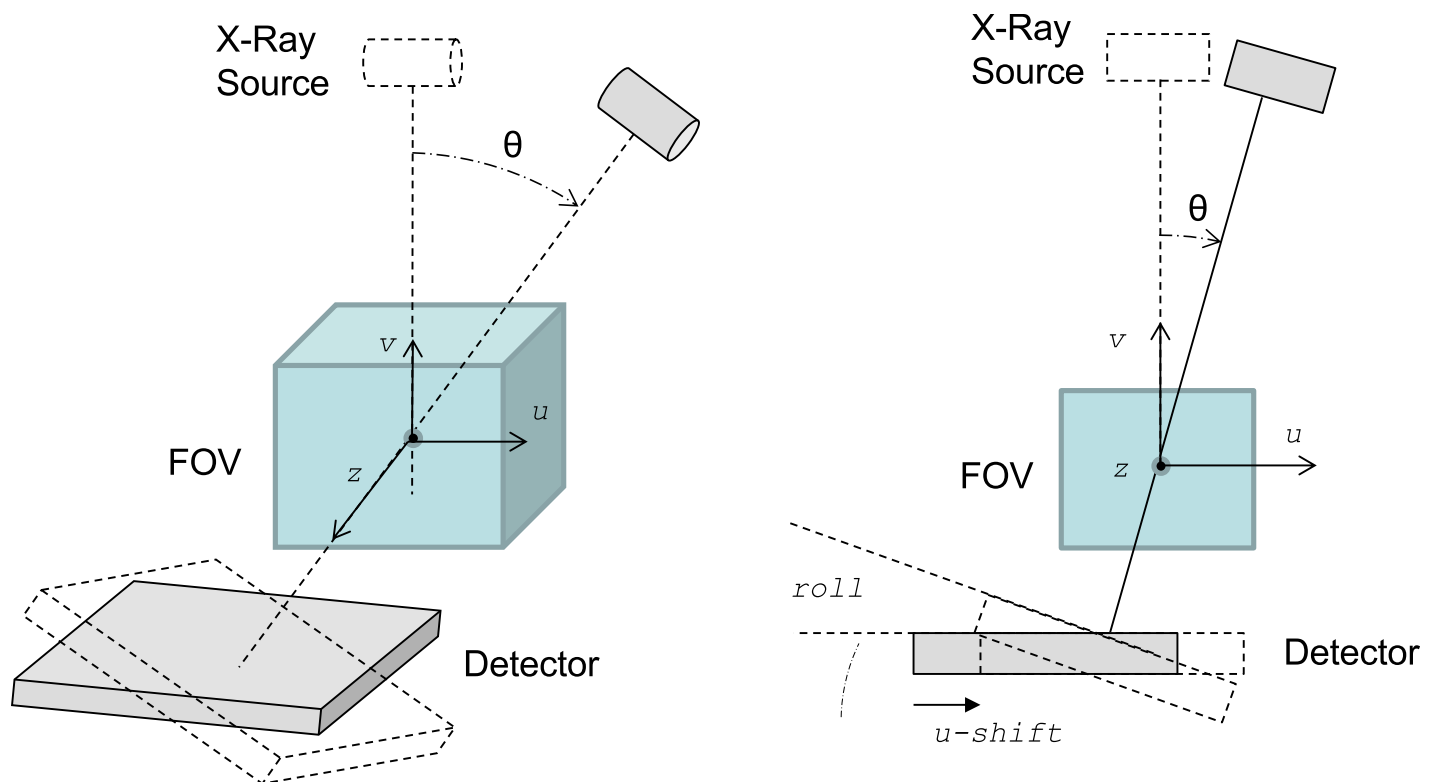 X-Ray
Source
θ
v
u
z
FOV
Detector
X-Ray
Source
θ
v
u
z
FOV
roll
Detector
u-shift